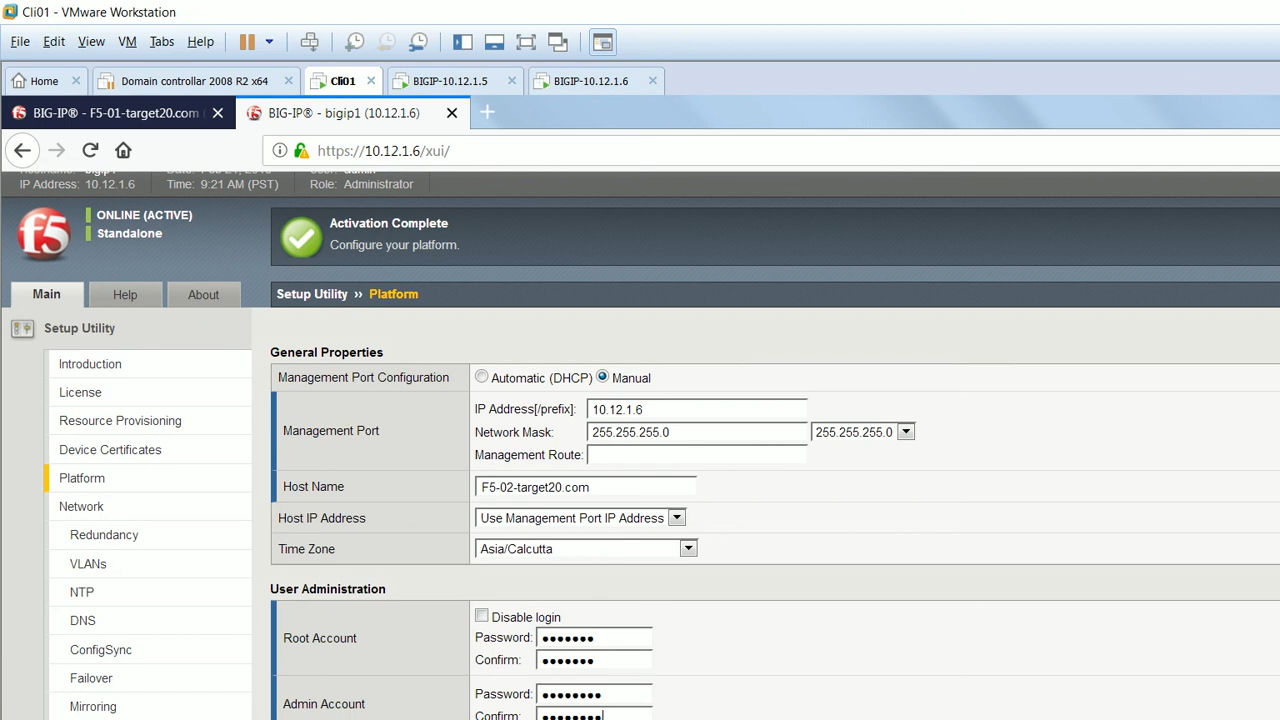 Cli01 - VMware Workstation
File Edit View VM Tabs Help
Home Domain controllar 2008 R2 x64 Cli01 BIGIP-10.12.1.5 BIGIP-10.12.1.6
BIG-IP® - F5-01-target20.com ( BIG-IP® - bigip1 (10.12.1.6)
https://10.12.1.6/xui/
IP Address: 10.12.1.6 Time: 9:21 AM (PST) Role: Administrator
f5
ONLINE (ACTIVE)
Standalone
Activation Complete
Configure your platform.
Main Help About
Setup Utility ›› Platform
Setup Utility
Introduction
License
Resource Provisioning
Device Certificates
Platform
Network
Redundancy
VLANs
NTP
DNS
ConfigSync
Failover
Mirroring
General Properties
Management Port Configuration Automatic (DHCP) Manual
Management Port
IP Address[/prefix]: 10.12.1.6
Network Mask: 255.255.255.0 255.255.255.0
Management Route:
Host Name F5-02-target20.com
Host IP Address Use Management Port IP Address
Time Zone Asia/Calcutta
User Administration
Root Account
Disable login
Password: •••••••
Confirm: •••••••
Admin Account
Password: ••••••••
Confirm: ••••••••